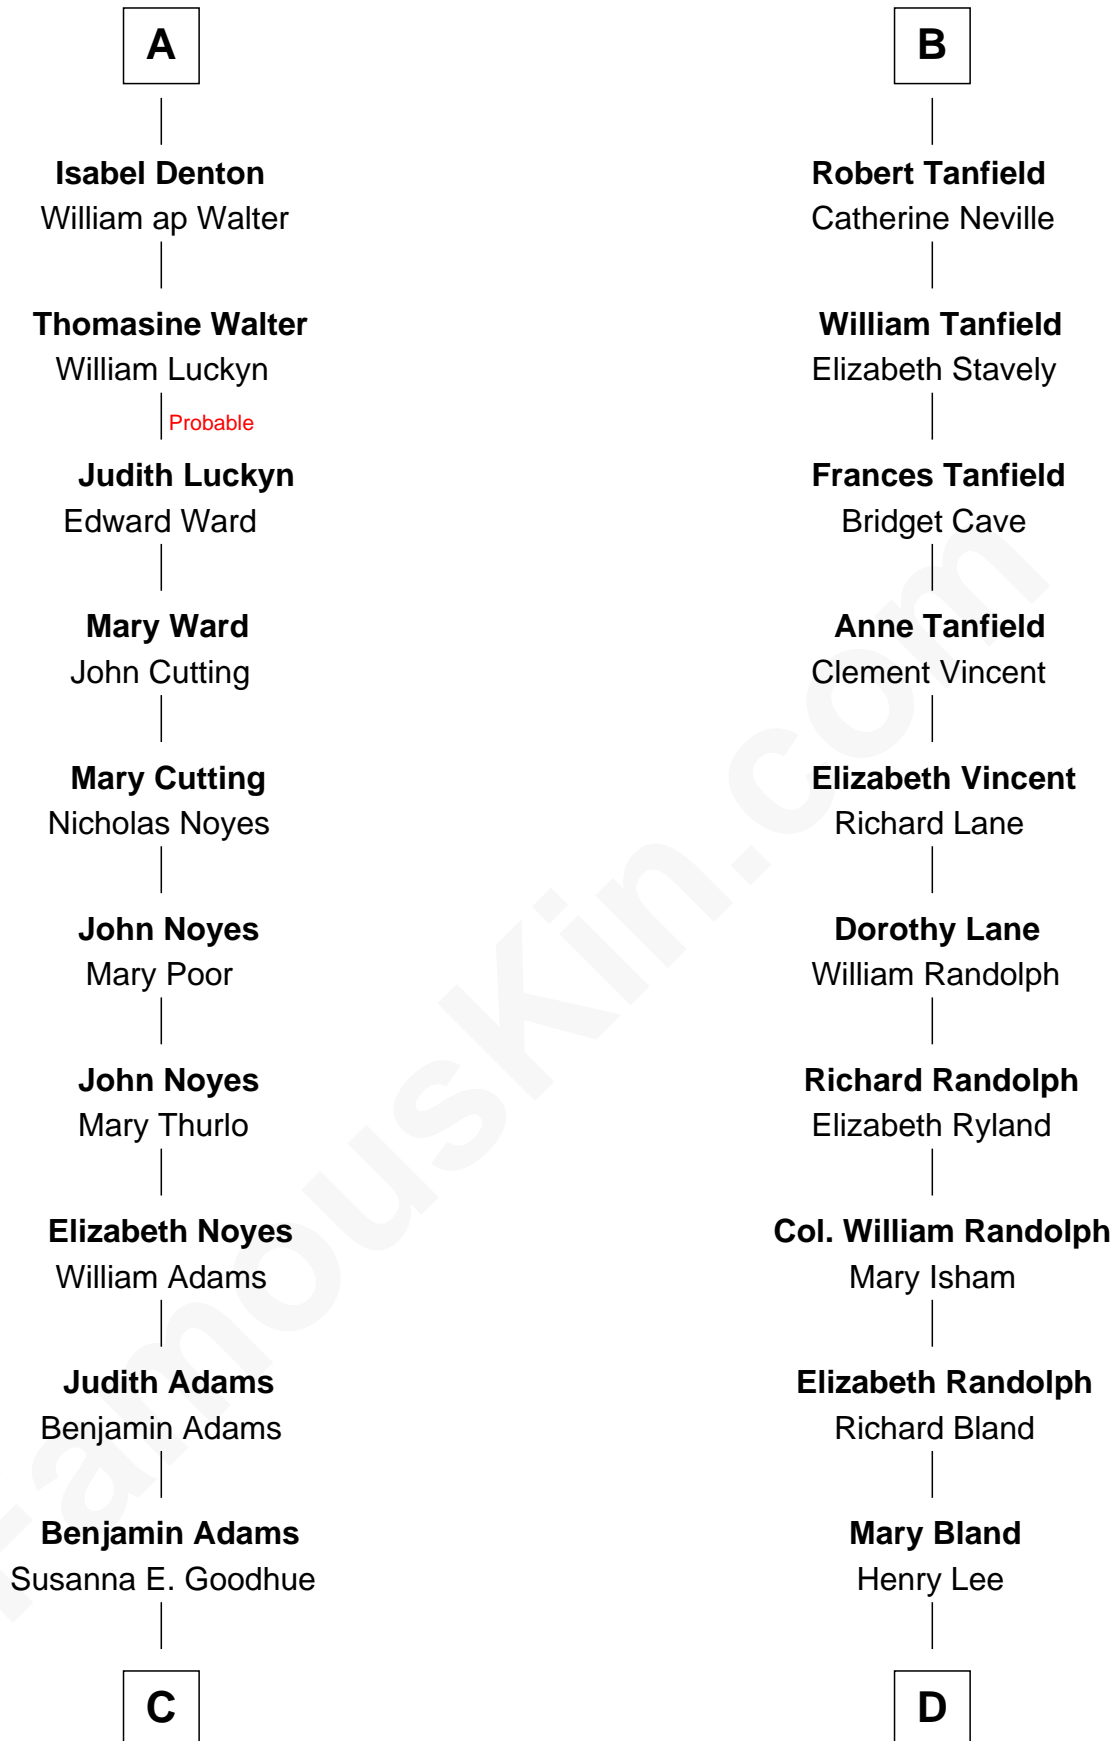 A
Isabel Denton
William ap Walter
Thomasine Walter
William Luckyn
Probable
Judith Luckyn
Edward Ward
Mary Ward
John Cutting
Mary Cutting
Nicholas Noyes
John Noyes
Mary Poor
John Noyes
Mary Thurlo
Elizabeth Noyes
William Adams
Judith Adams
Benjamin Adams
Benjamin Adams
Susanna E. Goodhue
C
B
Robert Tanfield
Catherine Neville
William Tanfield
Elizabeth Stavely
Frances Tanfield
Bridget Cave
Anne Tanfield
Clement Vincent
Elizabeth Vincent
Richard Lane
Dorothy Lane
William Randolph
Richard Randolph
Elizabeth Ryland
Col. William Randolph
Mary Isham
Elizabeth Randolph
Richard Bland
Mary Bland
Henry Lee
D
FamousKin.com